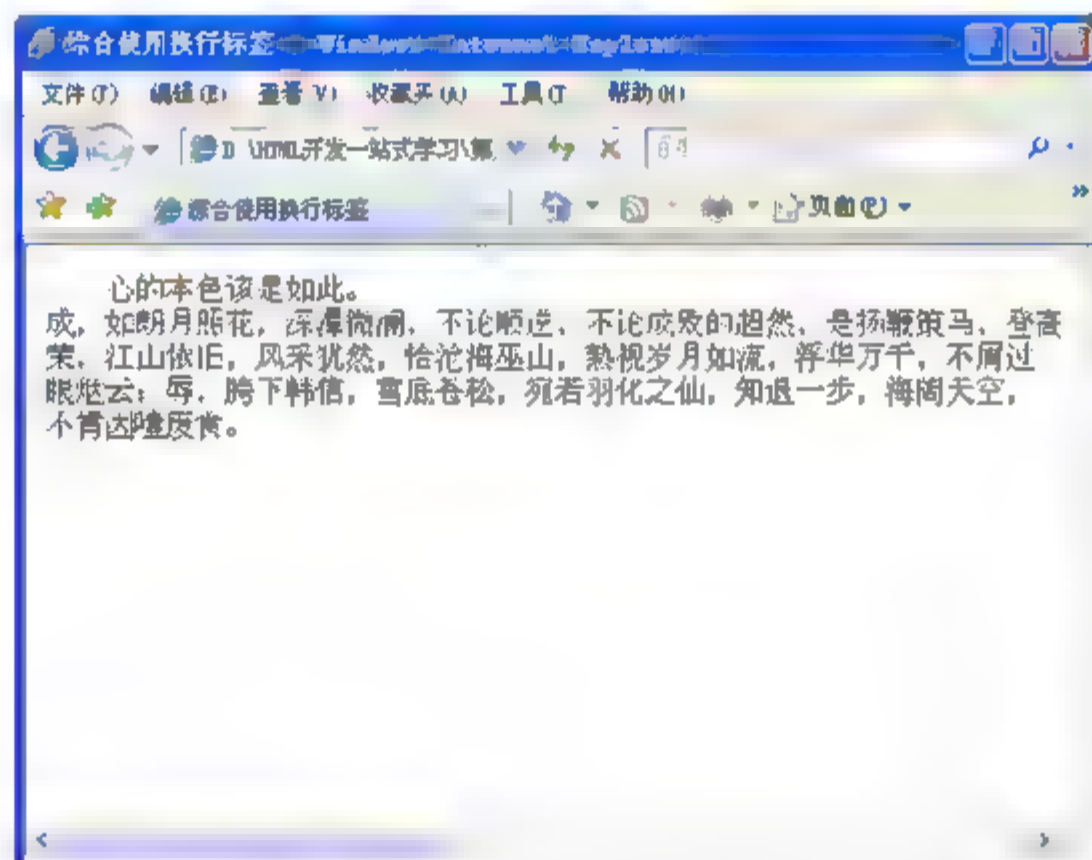 综合使用换行标签 - Windows Internet Explorer
文件(F) 编辑(E) 查看(V) 收藏夹(A) 工具(T) 帮助(H)
D:\HTML开发一站式学习\第
综合使用换行标签 页面(P)
心的本色该是如此。
成，如朗月照花，深潭微澜，不论顺逆，不论成败的超然，是扬鞭策马，登高
荣，江山依旧，风采犹然，恰沧海巫山，熟视岁月如流，浮华万千，不屑过
眼烟云；辱，胯下韩信，雪底苍松，宛若羽化之仙，知退一步，海阔天空，
不肯因噎废食。